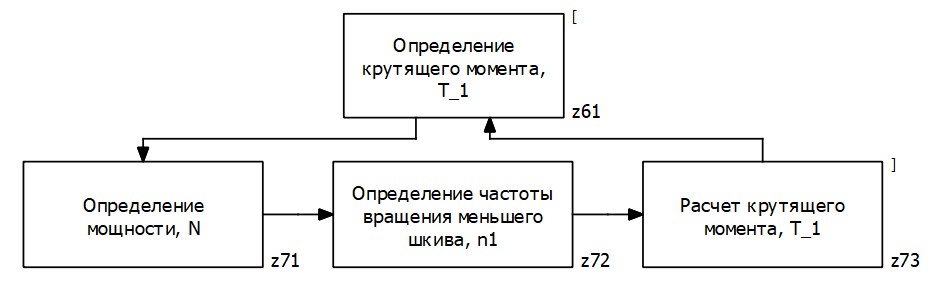 [
Определение
крутящего момента,
T_1
z61
Определение
мощности, N
z71
Определение частоты
вращения меньшего
шкива, n1
z72
]
Расчет крутящего
момента, T_1
z73